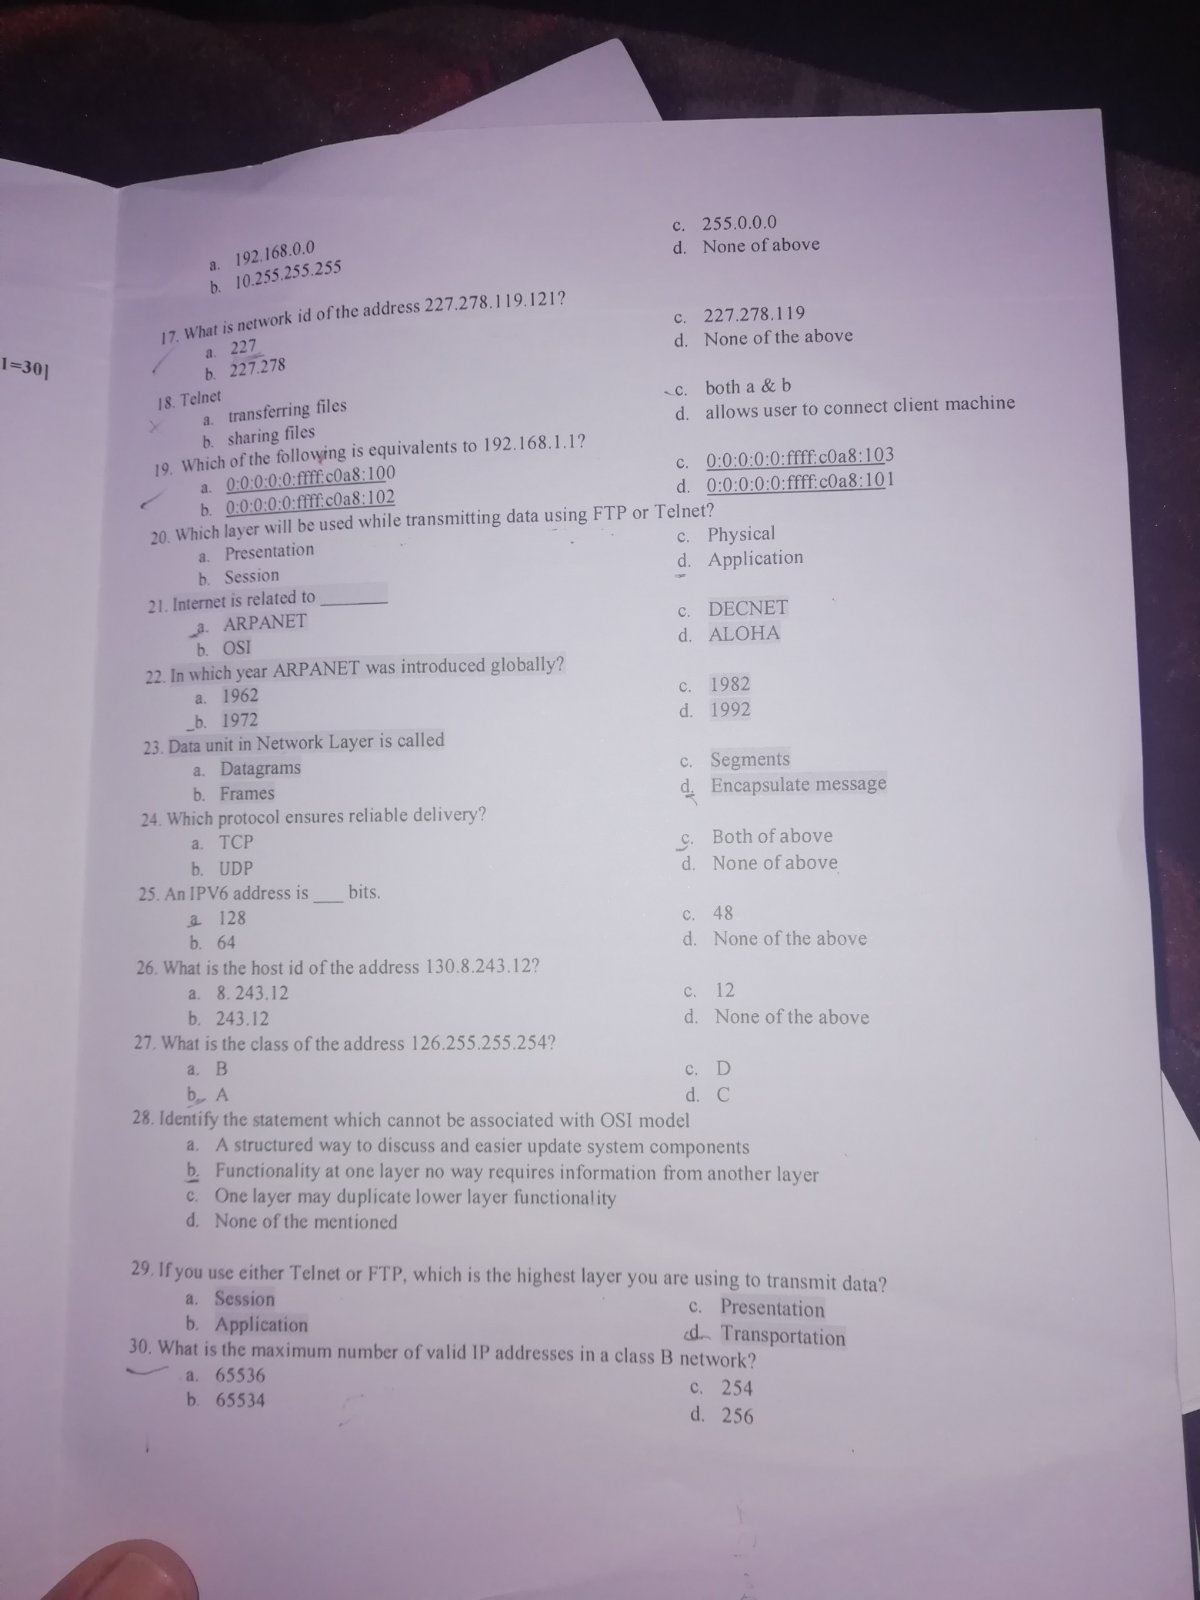 a. 192.168.0.0
b. 10.255.255.255
c. 255.0.0.0
d. None of above
17. What is network id of the address 227.278.119.121?
a. 227
b. 227.278
c. 227.278.119
d. None of the above
1=30]
18. Telnet
a. transferring files
b. sharing files
c. both a & b
d. allows user to connect client machine
19. Which of the following is equivalents to 192.168.1.1?
a. 0:0:0:0:0:ffff:c0a8:100
b. 0:0:0:0:0:ffff:c0a8:102
c. 0:0:0:0:0:ffff:c0a8:103
d. 0:0:0:0:0:ffff:c0a8:101
20. Which layer will be used while transmitting data using FTP or Telnet?
a. Presentation
b. Session
c. Physical
d. Application
21. Internet is related to ________
a. ARPANET
b. OSI
c. DECNET
d. ALOHA
22. In which year ARPANET was introduced globally?
a. 1962
b. 1972
c. 1982
d. 1992
23. Data unit in Network Layer is called
a. Datagrams
b. Frames
c. Segments
d. Encapsulate message
24. Which protocol ensures reliable delivery?
a. TCP
b. UDP
c. Both of above
d. None of above
25. An IPV6 address is ____ bits.
a. 128
b. 64
c. 48
d. None of the above
26. What is the host id of the address 130.8.243.12?
a. 8. 243.12
b. 243.12
c. 12
d. None of the above
27. What is the class of the address 126.255.255.254?
a. B
b. A
c. D
d. C
28. Identify the statement which cannot be associated with OSI model
a. A structured way to discuss and easier update system components
b. Functionality at one layer no way requires information from another layer
c. One layer may duplicate lower layer functionality
d. None of the mentioned
29. If you use either Telnet or FTP, which is the highest layer you are using to transmit data?
a. Session
b. Application
c. Presentation
d. Transportation
30. What is the maximum number of valid IP addresses in a class B network?
a. 65536
b. 65534
c. 254
d. 256